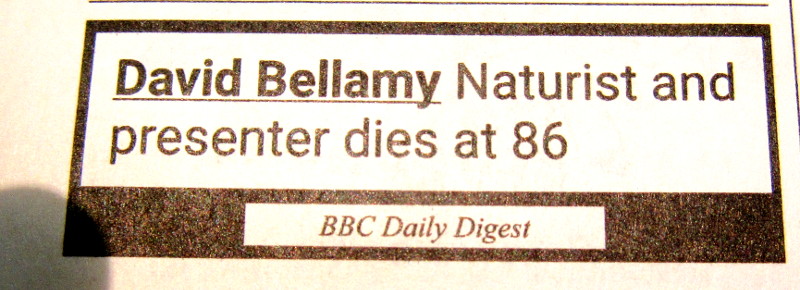 David Bellamy Naturist and
presenter dies at 86
BBC Daily Digest